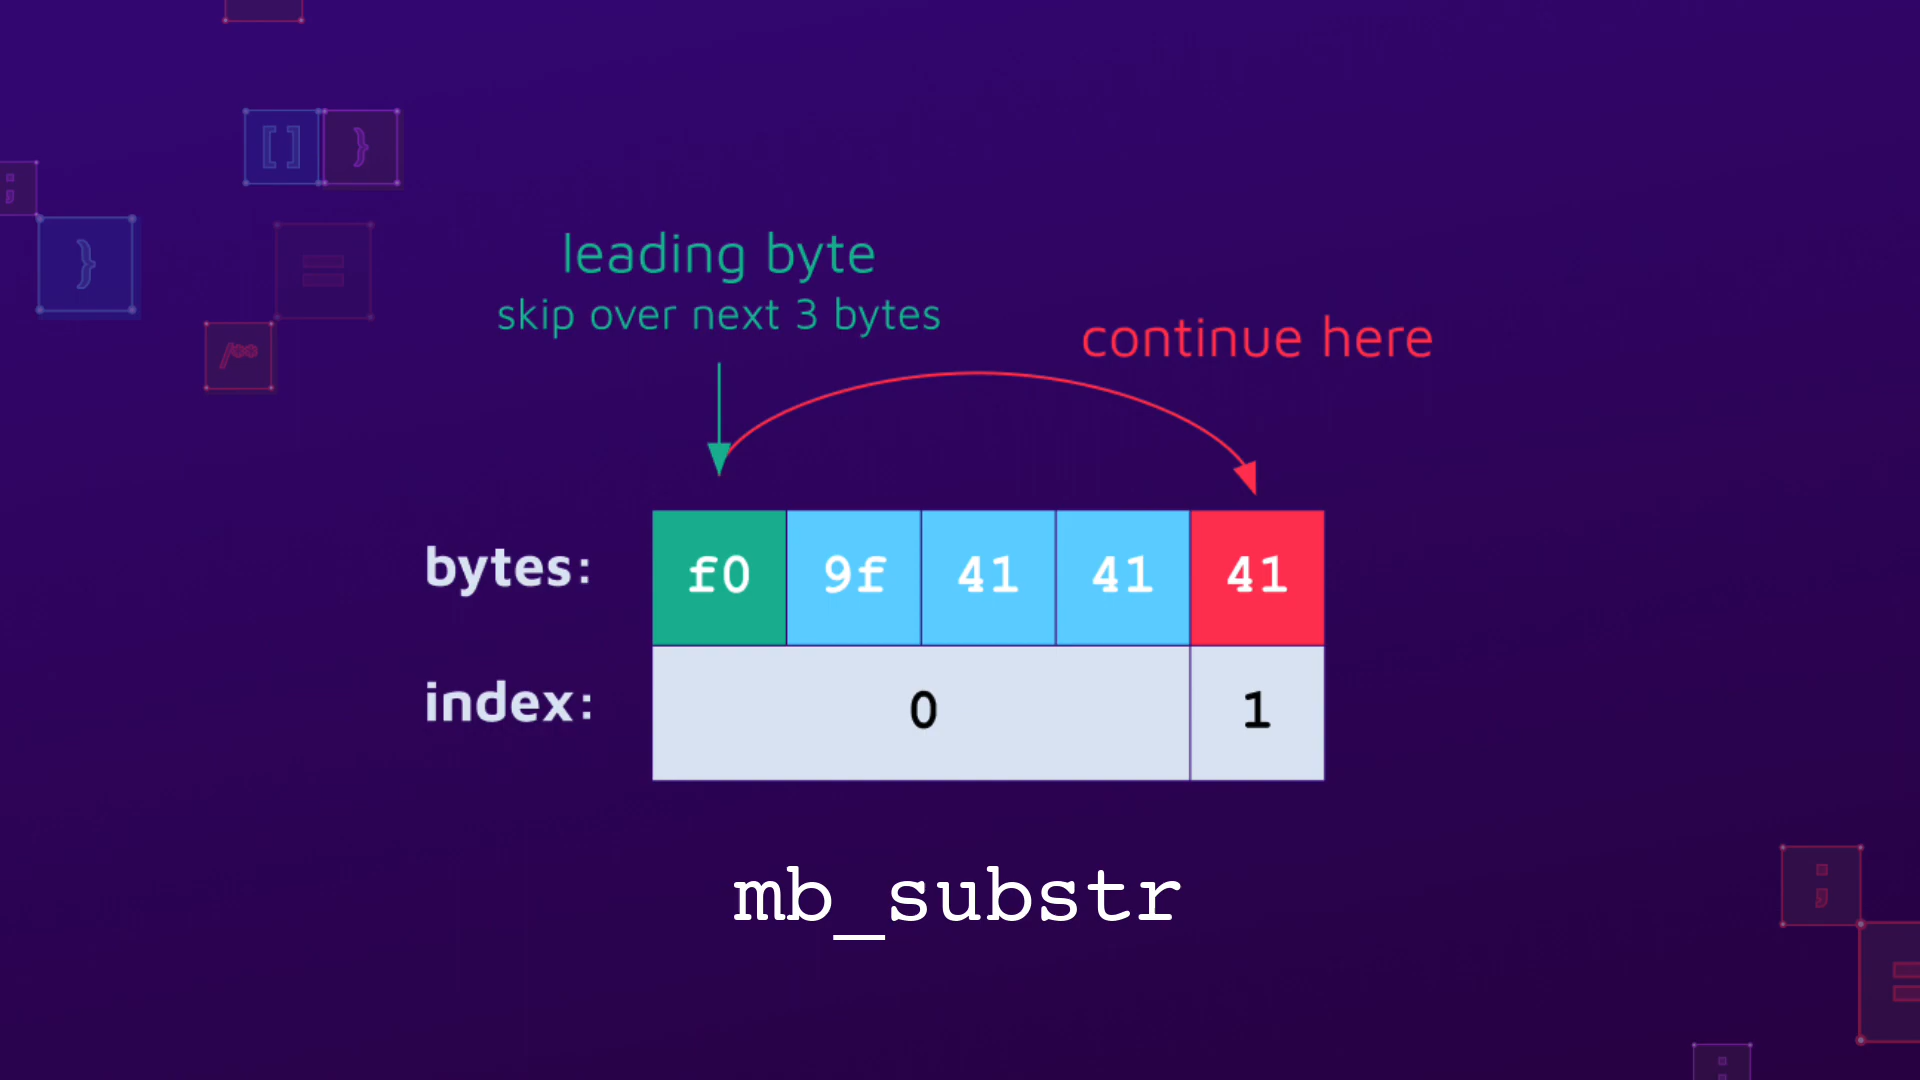 []
}
;
}
=
/**
leading byte
skip over next 3 bytes
continue here
bytes: f0 9f 41 41 41
index: 0 1
mb_substr
;
=
: